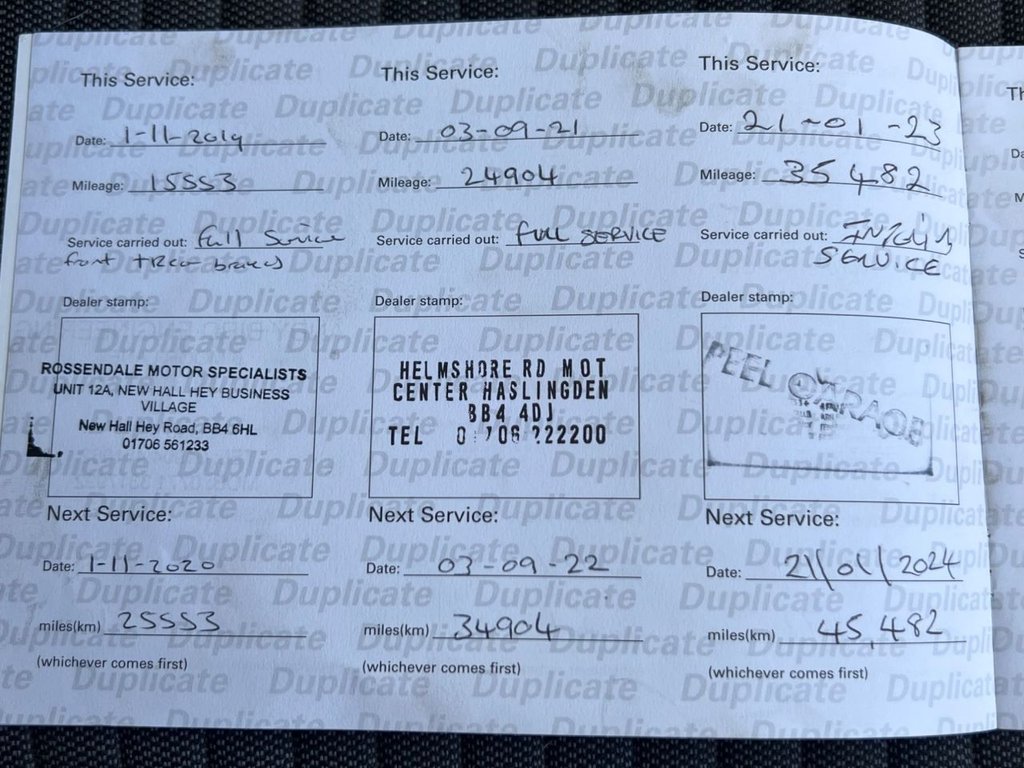 This Service:
Date: 1-11-2019
Mileage: 15553
Service carried out: Full Service
front + rear brakes
Dealer stamp:
ROSSENDALE MOTOR SPECIALISTS
UNIT 12A, NEW HALL HEY BUSINESS
VILLAGE
New Hall Hey Road, BB4 6HL
01706 561233
Next Service:
Date: 1-11-2020
miles(km) 25553
(whichever comes first)
This Service:
Date: 03-09-21
Mileage: 24904
Service carried out: FULL SERVICE
Dealer stamp:
HELMSHORE RD MOT
CENTER HASLINGDEN
BB4 4DJ
TEL 01706 222200
Next Service:
Date: 03-09-22
miles(km) 34904
(whichever comes first)
This Service:
Date: 21-01-23
Mileage: 35482
Service carried out:
SERVICE
Dealer stamp:
PEEL GARAGE
Next Service:
Date: 21/01/2024
miles(km) 45,482
(whichever comes first)
Duplicate